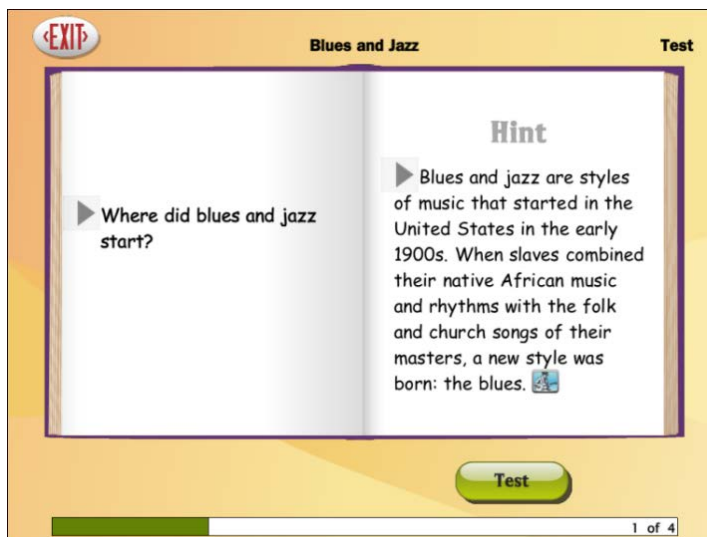 ‹EXIT›
Blues and Jazz
Test
Where did blues and jazz
start?
Hint
Blues and jazz are styles
of music that started in the
United States in the early
1900s. When slaves combined
their native African music
and rhythms with the folk
and church songs of their
masters, a new style was
born: the blues.
Test
1 of 4